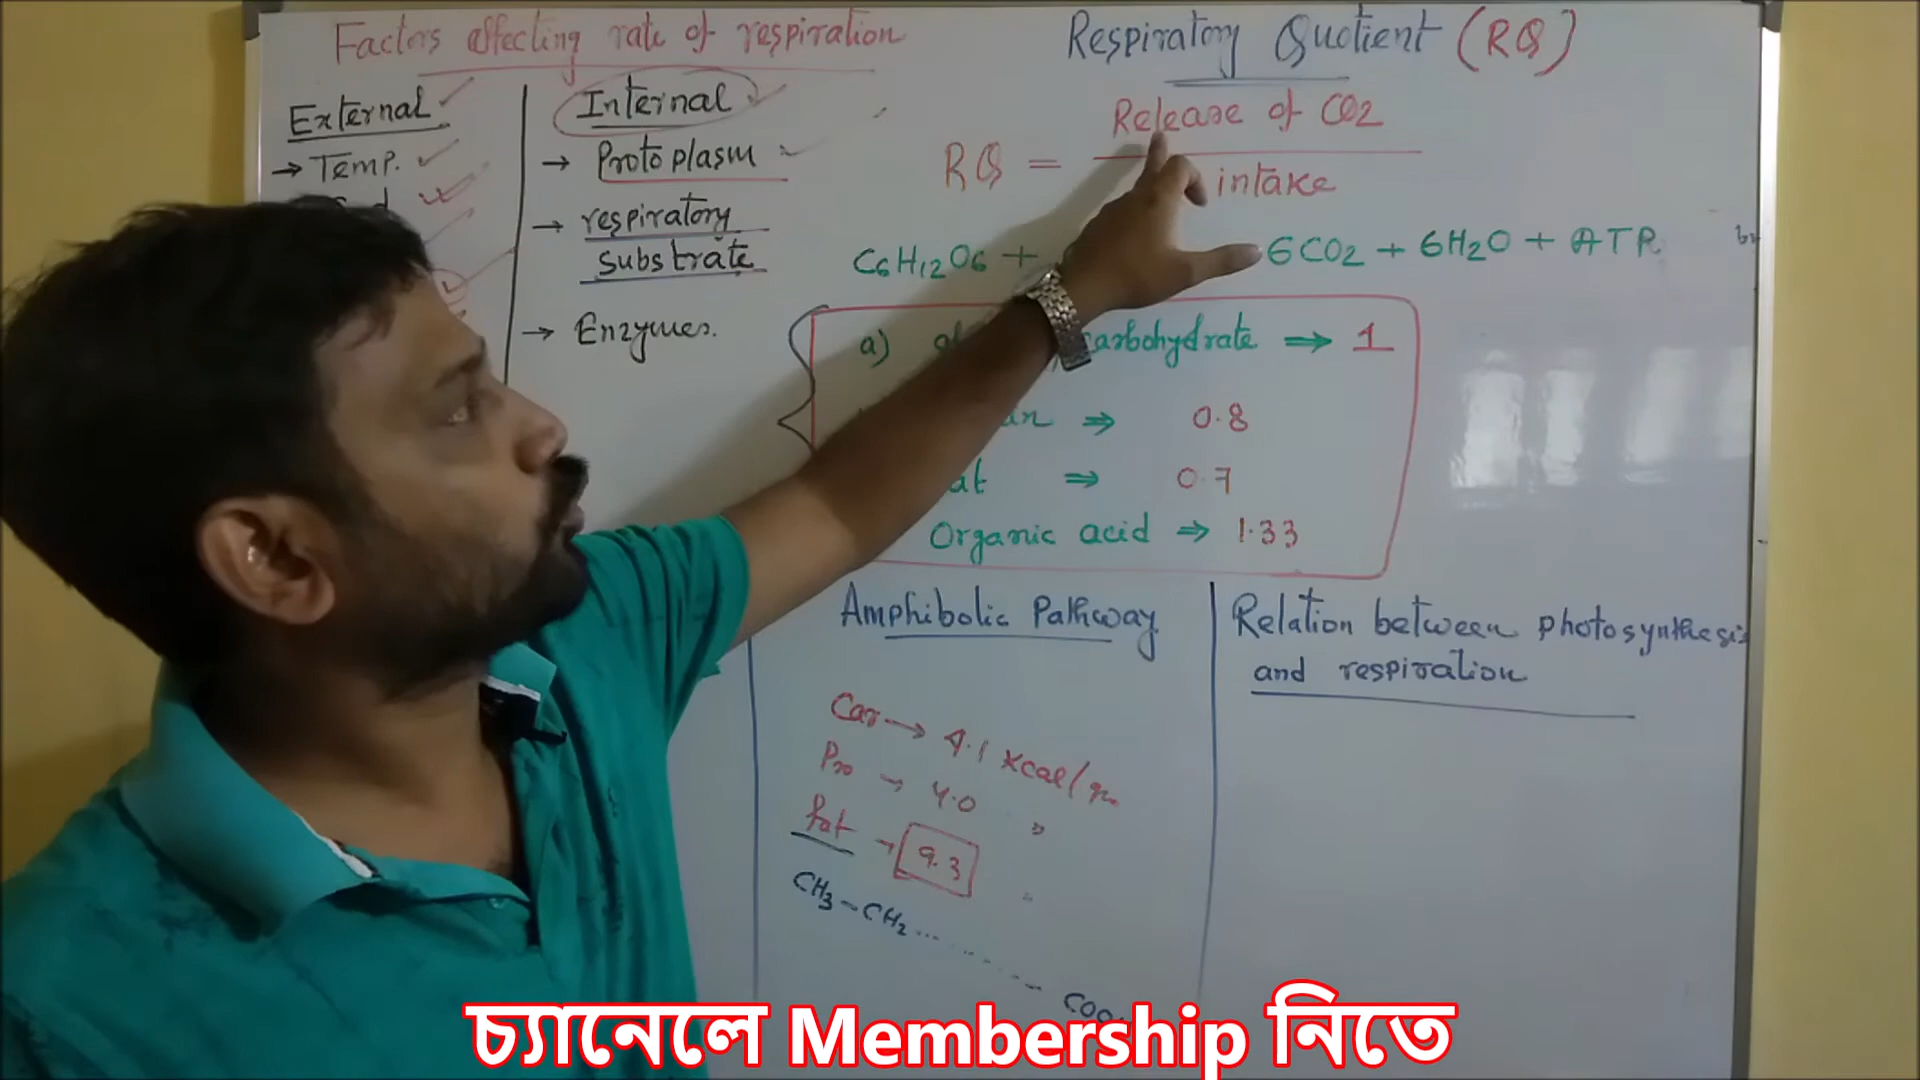 Factors affecting rate of respiration
External
→ Temp.
Internal
→ Protoplasm
→ respiratory
substrate
→ Enzymes.
Respiratory Quotient (RQ)
RQ = Release of CO2
intake
C6H12O6 + 6CO2 + 6H2O + ATP
a) carbohydrate ⇒ 1
⇒ 0.8
⇒ 0.7
Organic acid ⇒ 1.33
Amphibolic Pathway
Car → 4.1 Kcal/gm
Pro → 4.0 "
fat → 9.3 "
CH3-CH2 ............
Relation between photosynthesis
and respiration
চ্যানেলে Membership নিতে